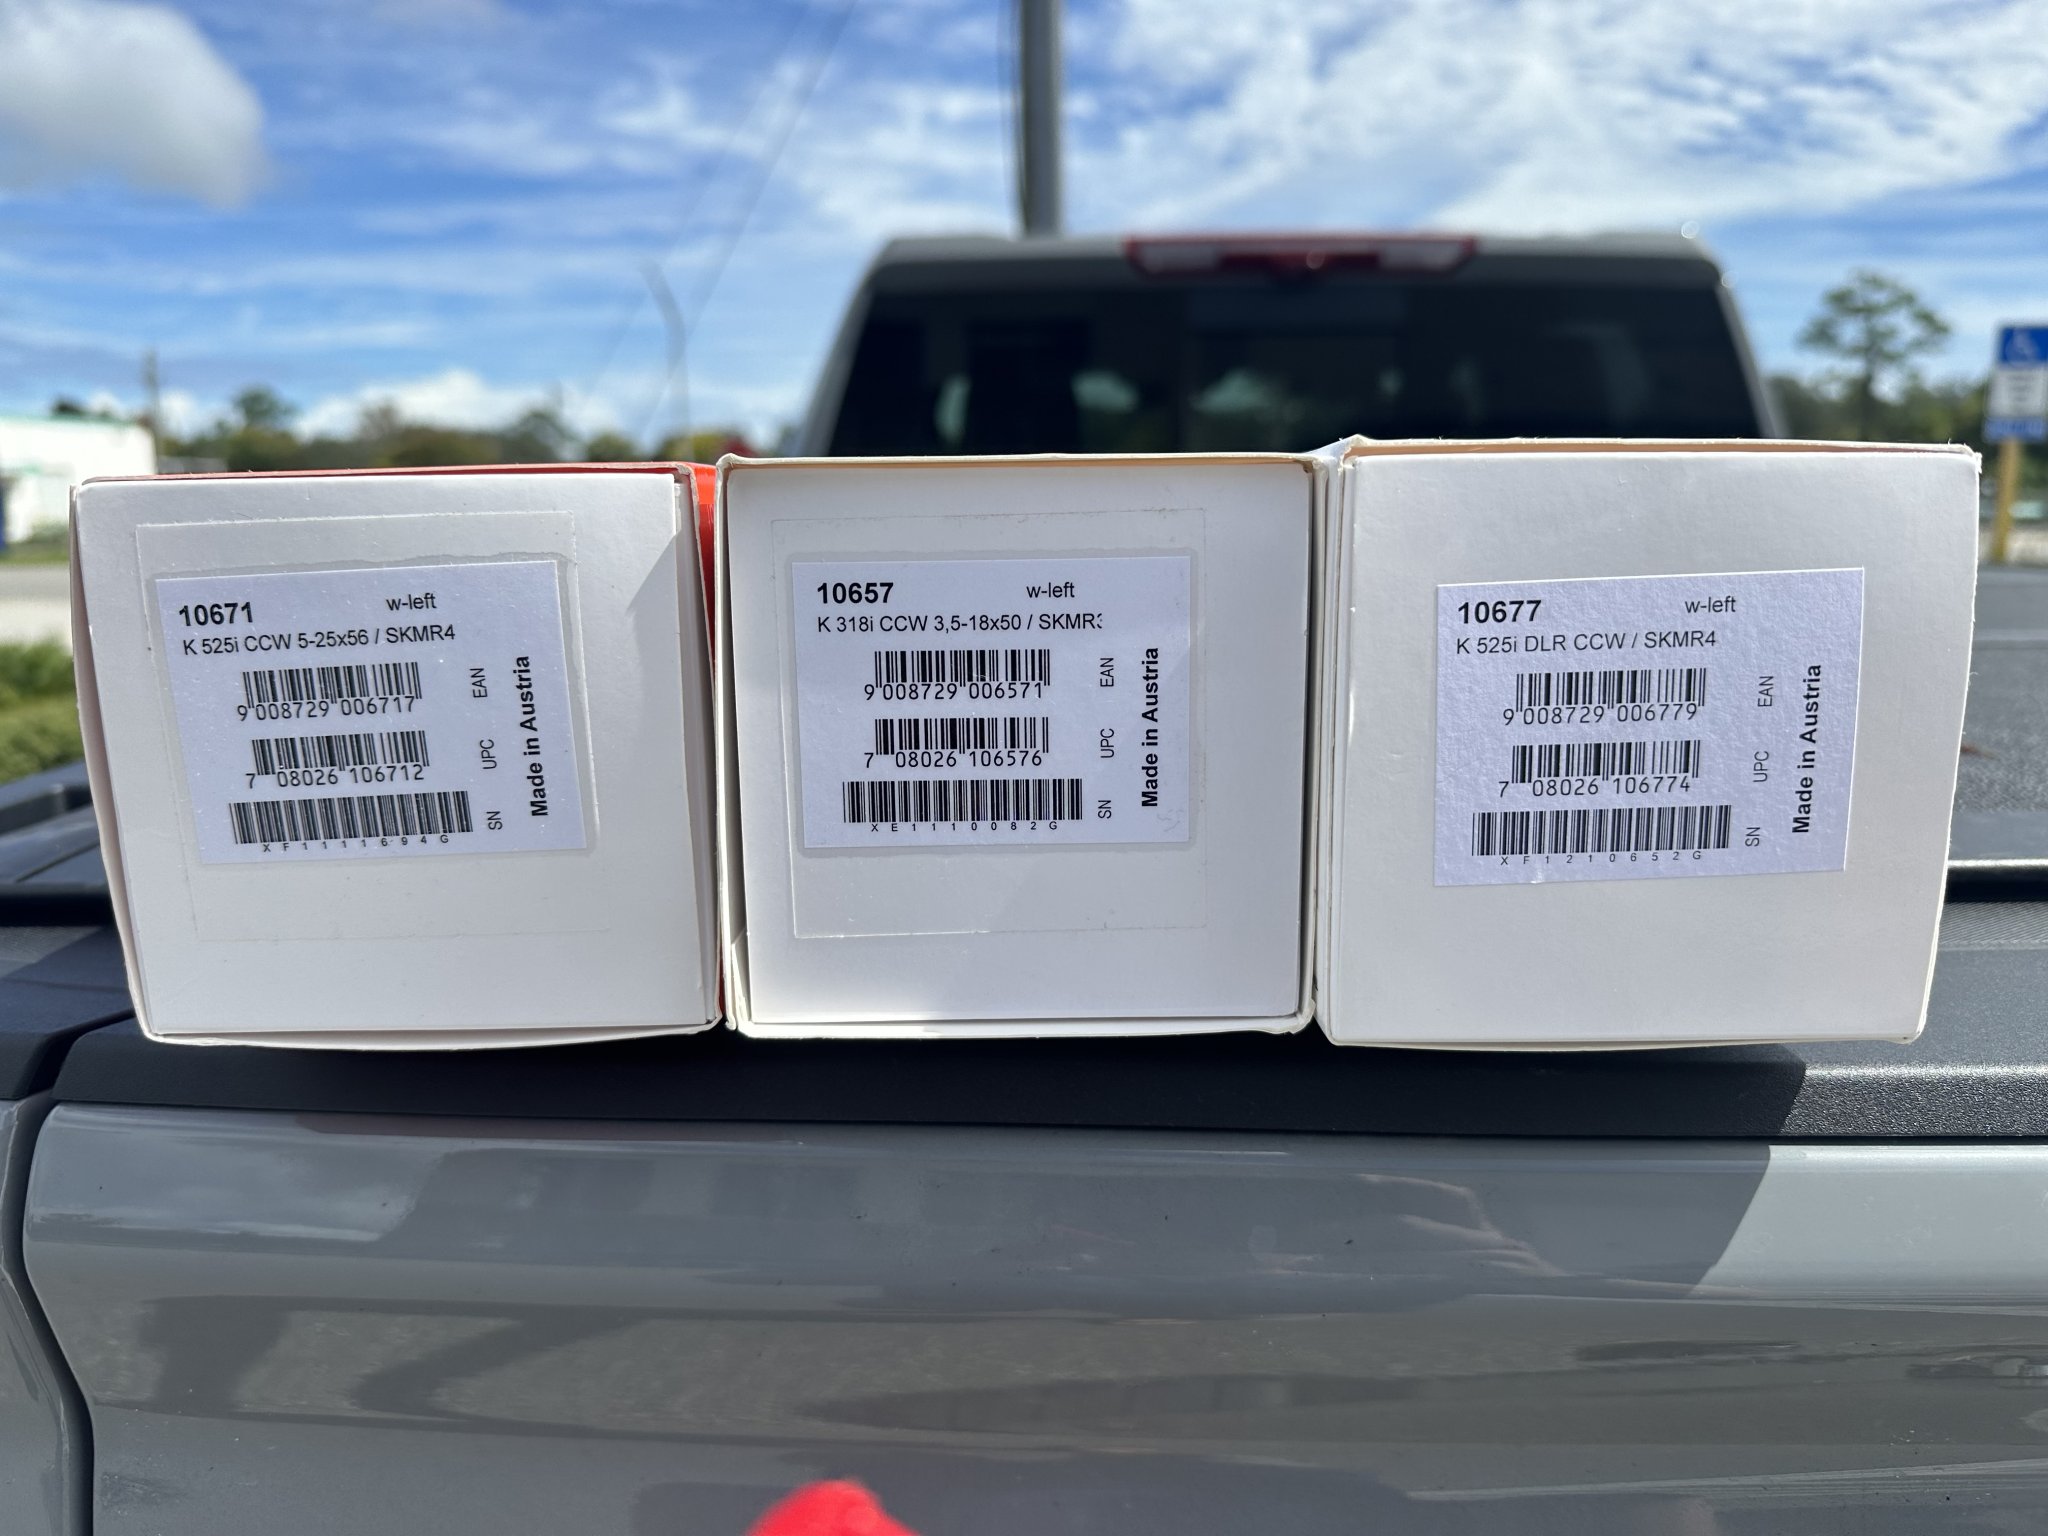 10671 w-left
K 525i CCW 5-25x56 / SKMR4
9 008729 006717 EAN
7 08026 106712 UPC
XF1111694G SN
Made in Austria
10657 w-left
K 318i CCW 3,5-18x50 / SKMR3
9 008729 006571 EAN
7 08026 106576 UPC
XE1110082G SN
Made in Austria
10677 w-left
K 525i DLR CCW / SKMR4
9 008729 006779 EAN
7 08026 106774 UPC
XF1210652G SN
Made in Austria